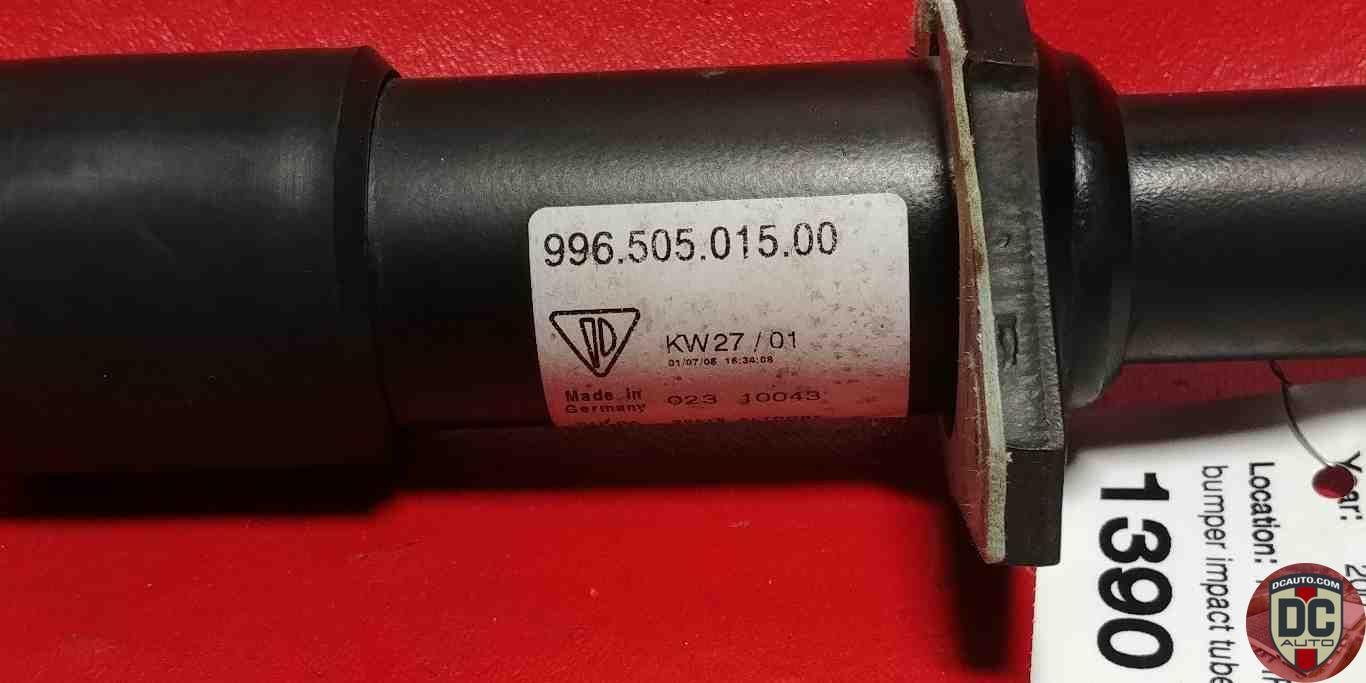 996.505.015.00
KW27 / 01
01/07/05 16:34:08
Made in
Germany
023 10043
Year:
Location:
bumper impact tube
1390
DCAUTO.COM
DC
AUTO